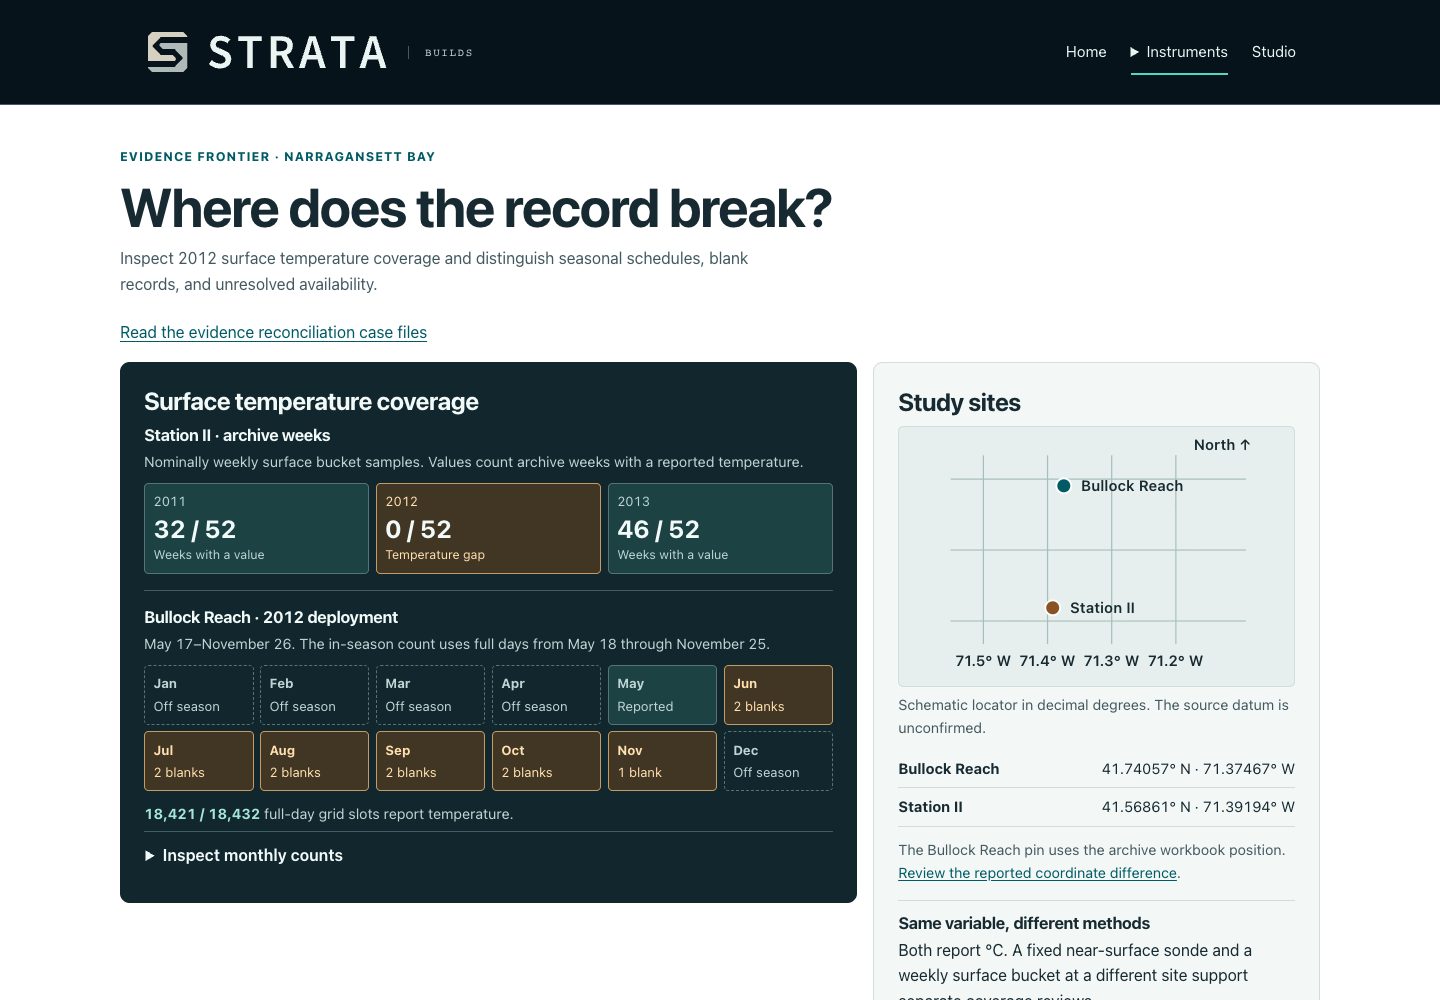 STRATA
BUILDS
Home
▶ Instruments
Studio
EVIDENCE FRONTIER · NARRAGANSETT BAY
Where does the record break?
Inspect 2012 surface temperature coverage and distinguish seasonal schedules, blank
records, and unresolved availability.
Read the evidence reconciliation case files
Surface temperature coverage
Station II · archive weeks
Nominally weekly surface bucket samples. Values count archive weeks with a reported temperature.
2011
32 / 52
Weeks with a value
2012
0 / 52
Temperature gap
2013
46 / 52
Weeks with a value
Bullock Reach · 2012 deployment
May 17–November 26. The in-season count uses full days from May 18 through November 25.
Jan
Off season
Feb
Off season
Mar
Off season
Apr
Off season
May
Reported
Jun
2 blanks
Jul
2 blanks
Aug
2 blanks
Sep
2 blanks
Oct
2 blanks
Nov
1 blank
Dec
Off season
18,421 / 18,432 full-day grid slots report temperature.
▶ Inspect monthly counts
Study sites
North ↑
Bullock Reach
Station II
71.5° W 71.4° W 71.3° W 71.2° W
Schematic locator in decimal degrees. The source datum is
unconfirmed.
Bullock Reach 41.74057° N · 71.37467° W
Station II 41.56861° N · 71.39194° W
The Bullock Reach pin uses the archive workbook position.
Review the reported coordinate difference.
Same variable, different methods
Both report °C. A fixed near-surface sonde and a
weekly surface bucket at a different site support
separate coverage reviews.